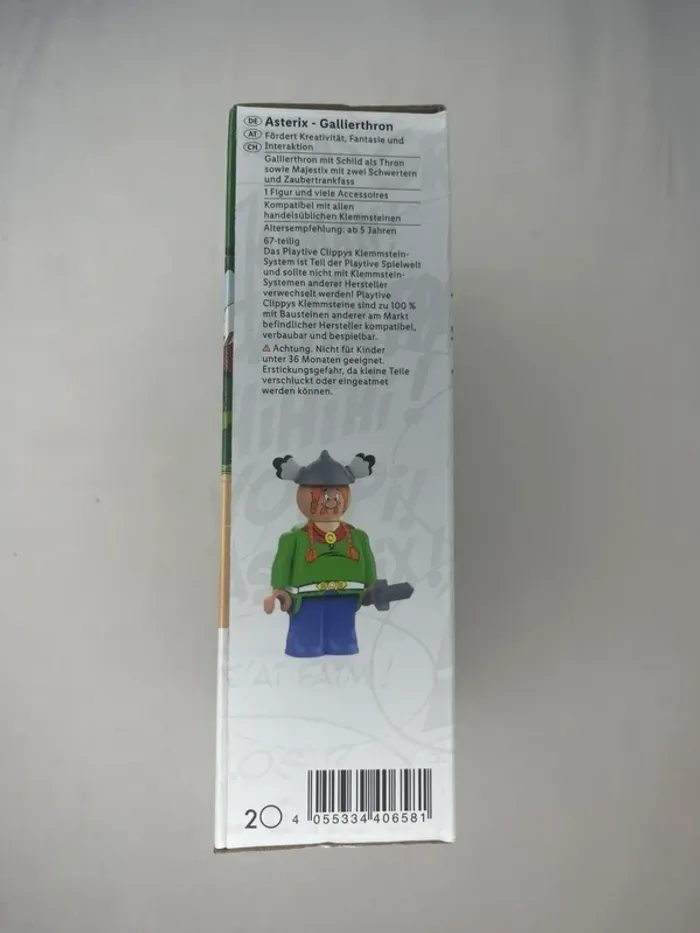 DE Asterix - Gallierthron
AT Fördert Kreativität, Fantasie und
CH Interaktion
Gallierthron mit Schild als Thron
sowie Majestix mit zwei Schwertern
und Zaubertrankfass
1 Figur und viele Accessoires
Kompatibel mit allen
handelsüblichen Klemmsteinen
Altersempfehlung: ab 5 Jahren
67-teilig
Das Playtive Clippys Klemmstein-
System ist Teil der Playtive Spielwelt
und sollte nicht mit Klemmstein-
Systemen anderer Hersteller
verwechselt werden! Playtive
Clippys Klemmsteine sind zu 100 %
mit Bausteinen anderer am Markt
befindlicher Hersteller kompatibel,
verbaubar und bespielbar.
⚠ Achtung. Nicht für Kinder
unter 36 Monaten geeignet.
Erstickungsgefahr, da kleine Teile
verschluckt oder eingeatmet
werden können.
J'AI FAIM !
2 4 055334 406581